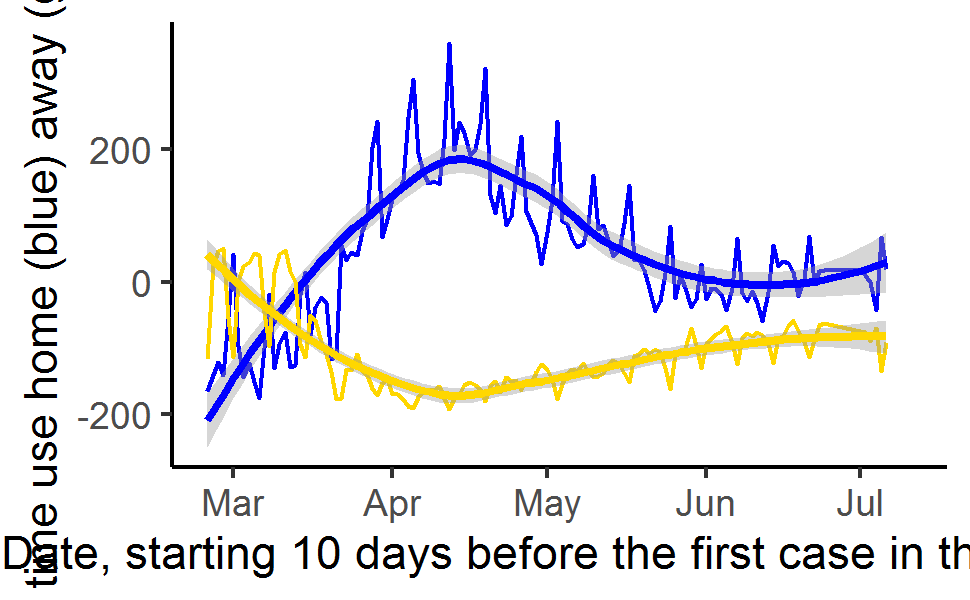 time use home (blue) away (
200
0
-200
Mar Apr May Jun Jul
Date, starting 10 days before the first case in th